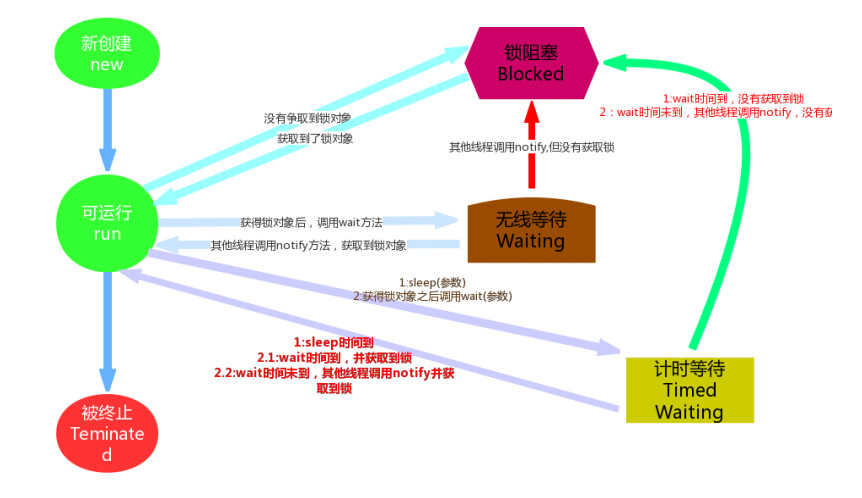 新创建
new
锁阻塞
Blocked
1:wait时间到，没有获取到锁
2：wait时间未到，其他线程调用notify，没有获
没有争取到锁对象
获取到了锁对象
其他线程调用notify,但没有获取锁
可运行
run
获得锁对象后，调用wait方法
其他线程调用notify方法，获取到锁对象
无线等待
Waiting
1:sleep(参数)
2:获得锁对象之后调用wait(参数)
1:sleep时间到
2.1:wait时间到，并获取到锁
2.2:wait时间未到，其他线程调用notify并获
取到锁
计时等待
Timed
Waiting
被终止
Teminate
d